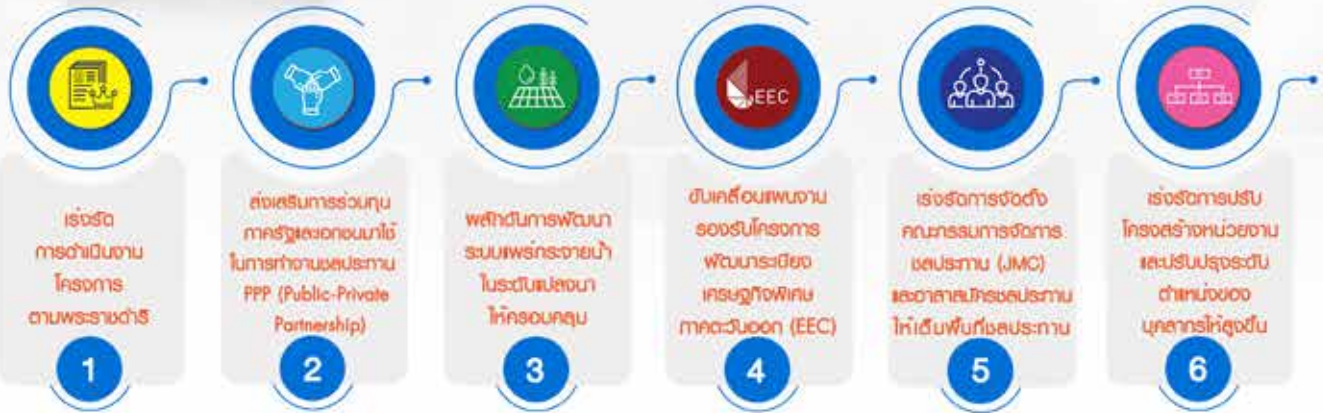 EEC
เร่งรัด
การดำเนินงาน
โครงการ
ตามพระราชดำริ
1
ส่งเสริมการร่วมทุน
ภาครัฐและเอกชนมาใช้
ในการทำงานชลประทาน
PPP (Public-Private
Partnership)
2
ผลักดันการพัฒนา
ระบบแพร่กระจายน้ำ
ในระดับแปลงนา
ให้ครอบคลุม
3
ขับเคลื่อนแผนงาน
รองรับโครงการ
พัฒนาระเบียง
เศรษฐกิจพิเศษ
ภาคตะวันออก (EEC)
4
เร่งรัดการจัดตั้ง
คณะกรรมการจัดการ
ชลประทาน (JMC)
และอาสาสมัครชลประทาน
ให้เต็มพื้นที่ชลประทาน
5
เร่งรัดการปรับ
โครงสร้างหน่วยงาน
และปรับปรุงระดับ
ตำแหน่งของ
บุคลากรให้สูงขึ้น
6